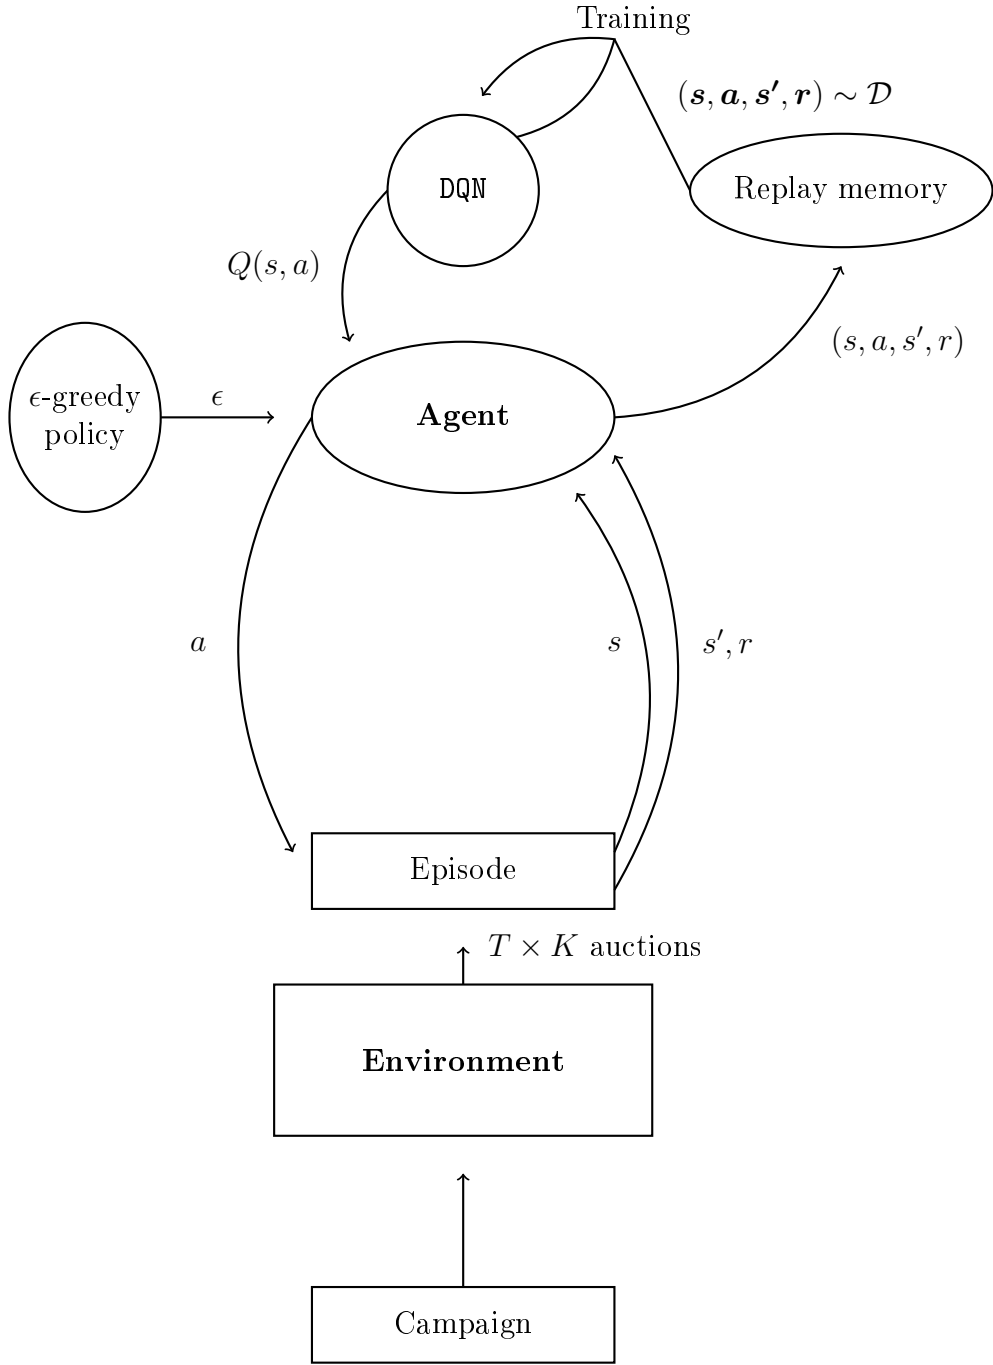 Training
(s, a, s′, r) ∼ 𝒟
DQN
Replay memory
Q(s, a)
(s, a, s′, r)
ϵ-greedy
policy
ϵ
Agent
a
s
s′, r
Episode
T × K auctions
Environment
Campaign